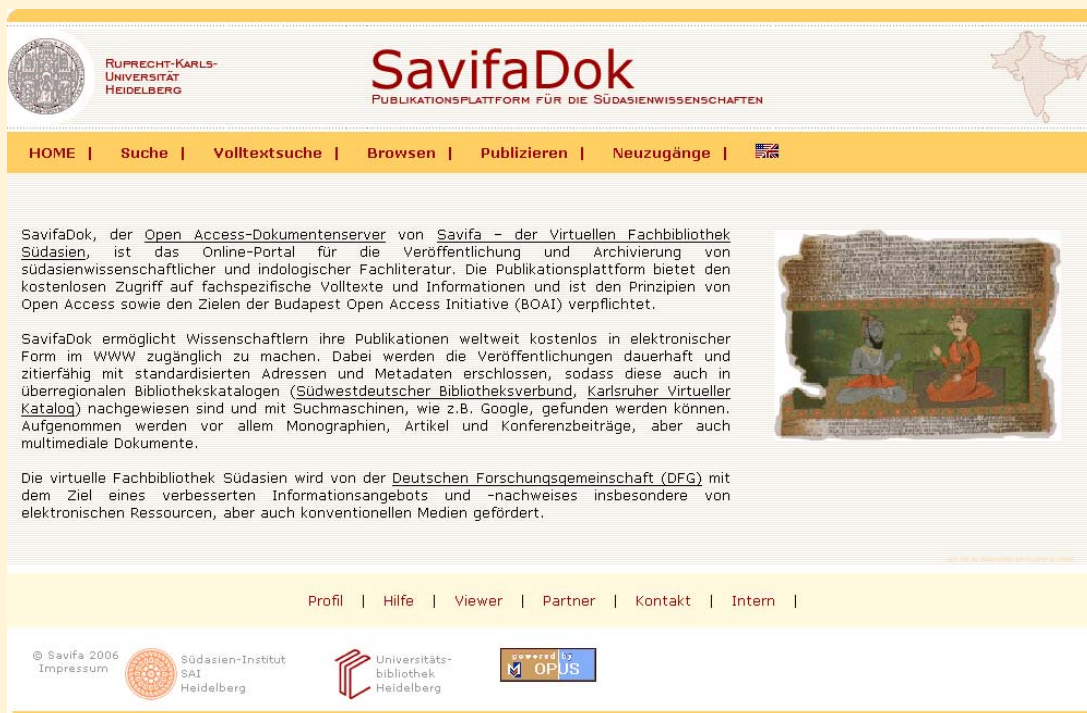 RUPRECHT-KARLS-
UNIVERSITÄT
HEIDELBERG
SavifaDok
PUBLIKATIONSPLATTFORM FÜR DIE SÜDASIENWISSENSCHAFTEN
HOME | Suche | Volltextsuche | Browsen | Publizieren | Neuzugänge |
SavifaDok, der Open Access-Dokumentenserver von Savifa – der Virtuellen Fachbibliothek
Südasien, ist das Online-Portal für die Veröffentlichung und Archivierung von
südasienwissenschaftlicher und indologischer Fachliteratur. Die Publikationsplattform bietet den
kostenlosen Zugriff auf fachspezifische Volltexte und Informationen und ist den Prinzipien von
Open Access sowie den Zielen der Budapest Open Access Initiative (BOAI) verpflichtet.
SavifaDok ermöglicht Wissenschaftlern ihre Publikationen weltweit kostenlos in elektronischer
Form im WWW zugänglich zu machen. Dabei werden die Veröffentlichungen dauerhaft und
zitierfähig mit standardisierten Adressen und Metadaten erschlossen, sodass diese auch in
überregionalen Bibliothekskatalogen (Südwestdeutscher Bibliotheksverbund, Karlsruher Virtueller
Katalog) nachgewiesen sind und mit Suchmaschinen, wie z.B. Google, gefunden werden können.
Aufgenommen werden vor allem Monographien, Artikel und Konferenzbeiträge, aber auch
multimediale Dokumente.
Die virtuelle Fachbibliothek Südasien wird von der Deutschen Forschungsgemeinschaft (DFG) mit
dem Ziel eines verbesserten Informationsangebots und -nachweises insbesondere von
elektronischen Ressourcen, aber auch konventionellen Medien gefördert.
Profil | Hilfe | Viewer | Partner | Kontakt | Intern |
© Savifa 2006
Impressum
Südasien-Institut
SAI
Heidelberg
Universitäts-
bibliothek
Heidelberg
powered by
OPUS